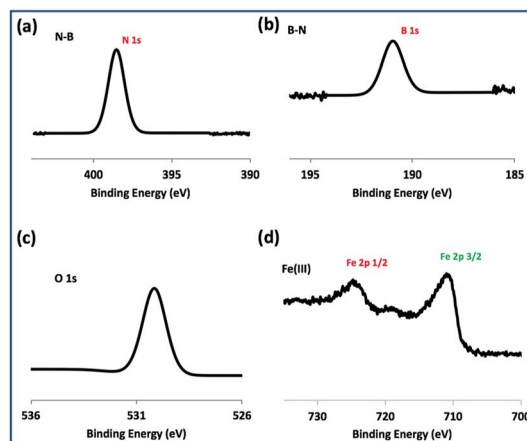 (a)
N-B
N 1s
400
395
390
Binding Energy (eV)
(b)
B-N
B 1s
195
190
185
Binding Energy (eV)
(c)
O 1s
536
531
526
Binding Energy (eV)
(d)
Fe(III)
Fe 2p 1/2
Fe 2p 3/2
730
720
710
700
Binding Energy (eV)